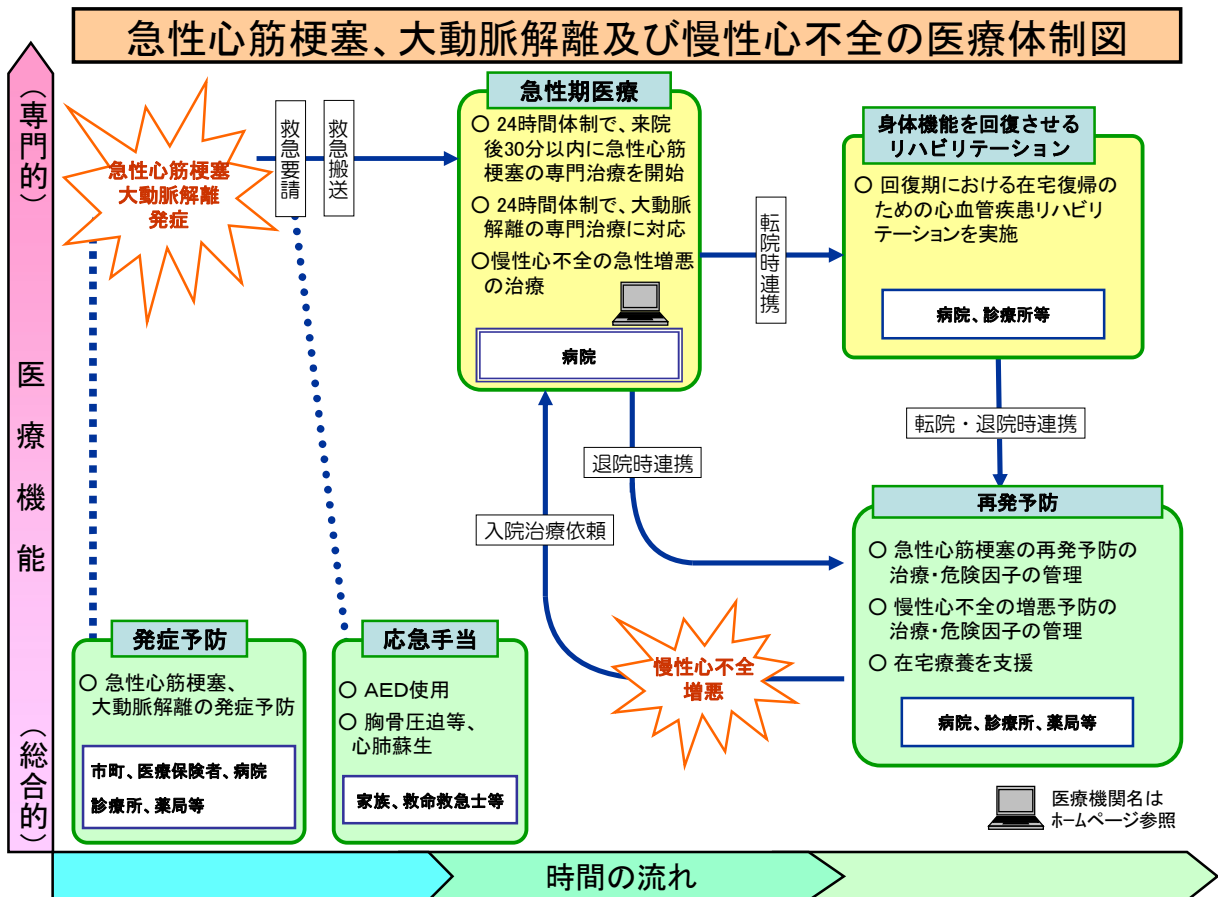 急性心筋梗塞、大動脈解離及び慢性心不全の医療体制図
（専門的）
医療機能
（総合的）
急性心筋梗塞
大動脈解離
発症
救急要請
救急搬送
急性期医療
○ 24時間体制で、来院
後30分以内に急性心筋
梗塞の専門治療を開始
○ 24時間体制で、大動脈
解離の専門治療に対応
○慢性心不全の急性増悪
の治療
病院
転院時連携
身体機能を回復させる
リハビリテーション
○ 回復期における在宅復帰の
ための心血管疾患リハビリ
テーションを実施
病院、診療所等
転院・退院時連携
退院時連携
入院治療依頼
再発予防
○ 急性心筋梗塞の再発予防の
治療・危険因子の管理
○ 慢性心不全の増悪予防の
治療・危険因子の管理
○ 在宅療養を支援
病院、診療所、薬局等
慢性心不全
増悪
発症予防
○ 急性心筋梗塞、
大動脈解離の発症予防
市町、医療保険者、病院
診療所、薬局等
応急手当
○ AED使用
○ 胸骨圧迫等、
心肺蘇生
家族、救命救急士等
医療機関名は
ホームページ参照
時間の流れ